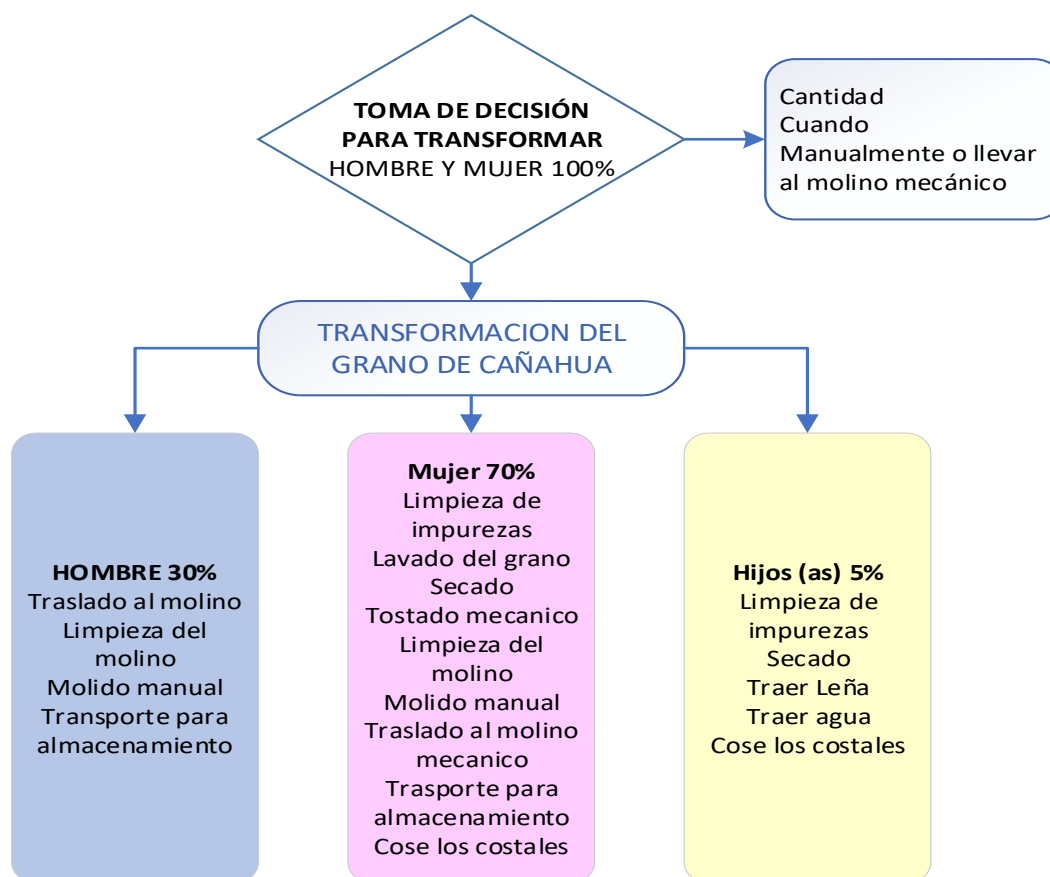 TOMA DE DECISIÓN
PARA TRANSFORMAR
HOMBRE Y MUJER 100%
Cantidad
Cuando
Manualmente o llevar
al molino mecánico
TRANSFORMACION DEL
GRANO DE CAÑAHUA
HOMBRE 30%
Traslado al molino
Limpieza del
molino
Molido manual
Transporte para
almacenamiento
Mujer 70%
Limpieza de
impurezas
Lavado del grano
Secado
Tostado mecanico
Limpieza del
molino
Molido manual
Traslado al molino
mecanico
Trasporte para
almacenamiento
Cose los costales
Hijos (as) 5%
Limpieza de
impurezas
Secado
Traer Leña
Traer agua
Cose los costales